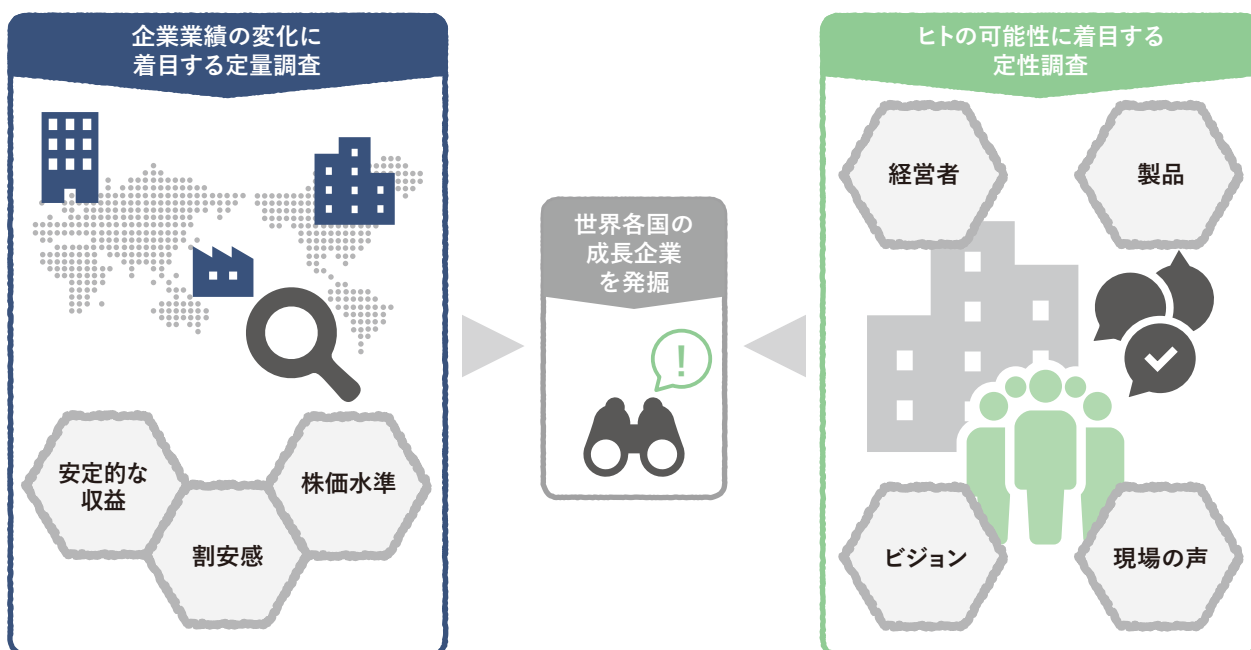 企業業績の変化に
着目する定量調査
安定的な
収益
割安感
株価水準
世界各国の
成長企業
を発掘
!
ヒトの可能性に着目する
定性調査
経営者
製品
ビジョン
現場の声